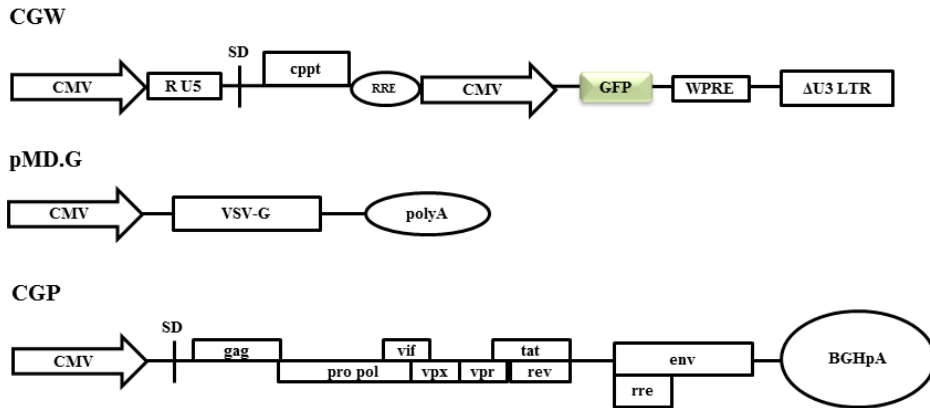 CGW
SD
CMV R U5 cppt RRE CMV GFP WPRE ΔU3 LTR
pMD.G
CMV VSV-G polyA
CGP
SD
CMV gag vif tat env BGHpA
pro pol vpx vpr rev rre